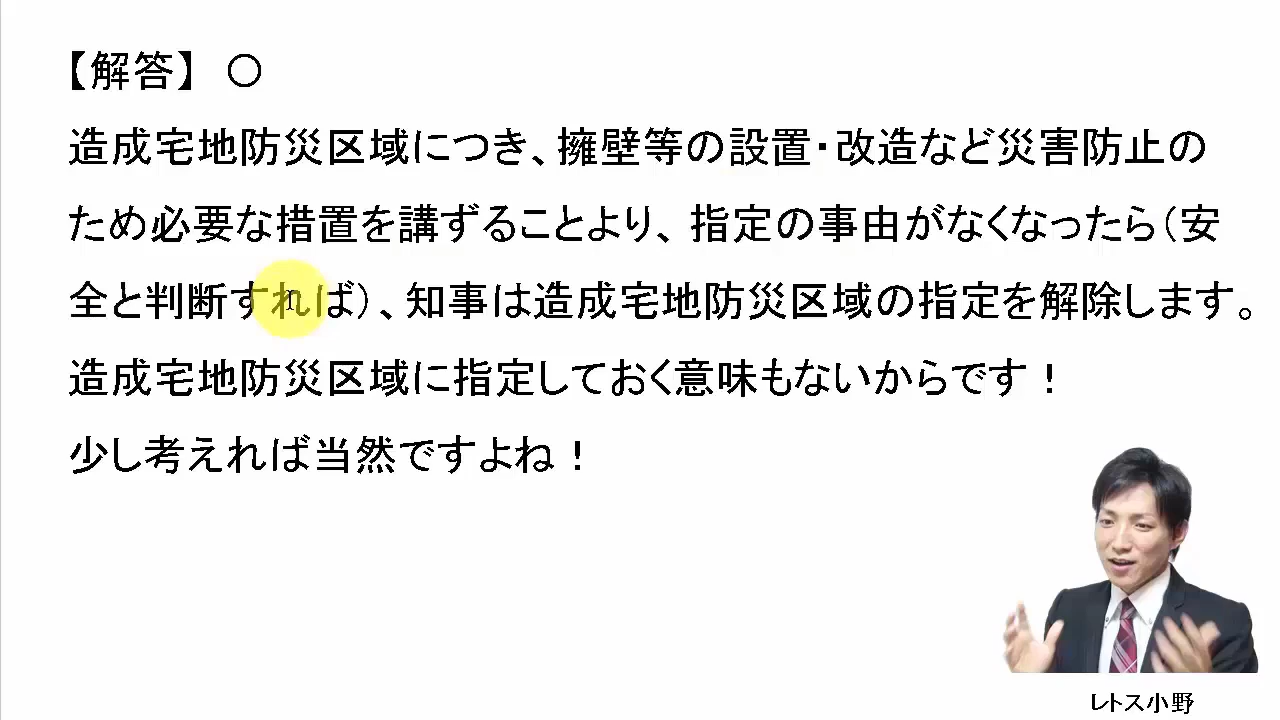 【解答】 ○
造成宅地防災区域につき、擁壁等の設置・改造など災害防止の
ため必要な措置を講ずることより、指定の事由がなくなったら（安
全と判断すれば）、知事は造成宅地防災区域の指定を解除します。
造成宅地防災区域に指定しておく意味もないからです！
少し考えれば当然ですよね！
レトス小野